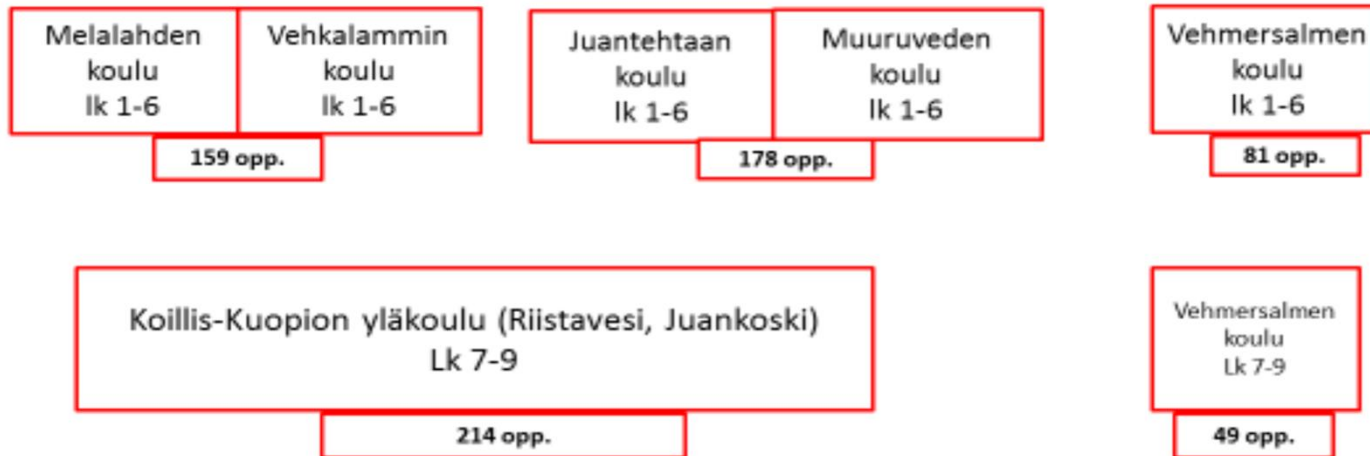 Melalahden
koulu
lk 1-6
Vehkalammin
koulu
lk 1-6
159 opp.
Juantehtaan
koulu
lk 1-6
Muuruveden
koulu
lk 1-6
178 opp.
Vehmersalmen
koulu
lk 1-6
81 opp.
Koillis-Kuopion yläkoulu (Riistavesi, Juankoski)
Lk 7-9
214 opp.
Vehmersalmen
koulu
Lk 7-9
49 opp.